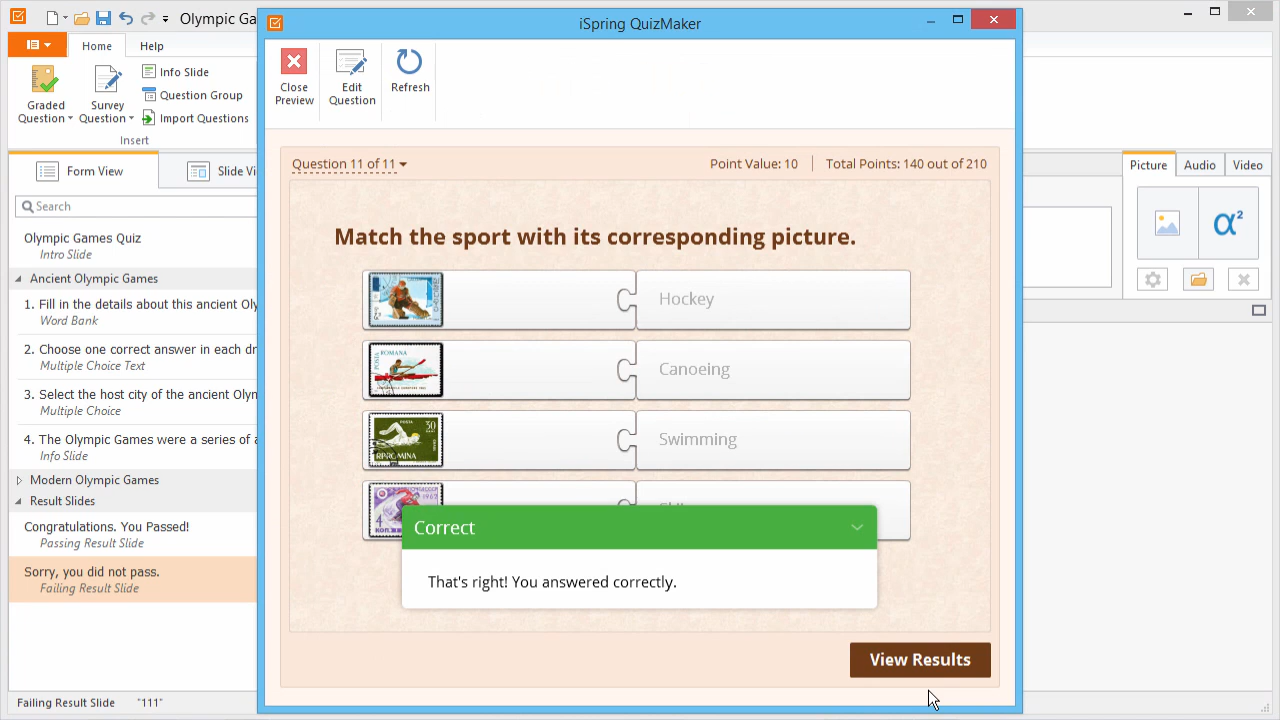 Olympic Ga
iSpring QuizMaker
Home
Help
Graded
Question
Survey
Question
Info Slide
Question Group
Import Questions
Insert
Close
Preview
Edit
Question
Refresh
Form View
Slide Vi
Search
Olympic Games Quiz
Intro Slide
Ancient Olympic Games
1. Fill in the details about this ancient Oly
Word Bank
2. Choose one correct answer in each dr
Multiple Choice Text
3. Select the host city of the ancient Olym
Multiple Choice
4. The Olympic Games were a series of a
Info Slide
Modern Olympic Games
Result Slides
Congratulations, You Passed!
Passing Result Slide
Sorry, you did not pass.
Failing Result Slide
Failing Result Slide "111"
Question 11 of 11
Point Value: 10
Total Points: 140 out of 210
Match the sport with its corresponding picture.
Hockey
ROMANA
Canoeing
30
Swimming
4
Correct
That's right! You answered correctly.
View Results
Picture
Audio
Video
α²